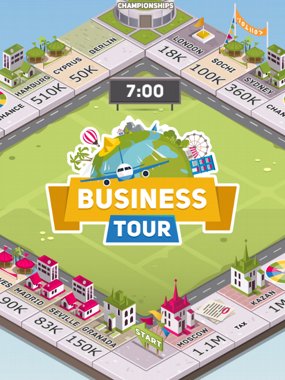 CHAMPIONSHIPS
LONDON
18K
SOCHI
100K
SYDNEY
360K
CHANCE
BERLIN
CYPRUS
50K
HAMBURG
510K
CHANCE
7:00
BUSINESS
TOUR
MADRID
90K
SEVILLE
83K
GRANADA
150K
START
MOSCOW
1.1M
TAX
KAZAN
1M